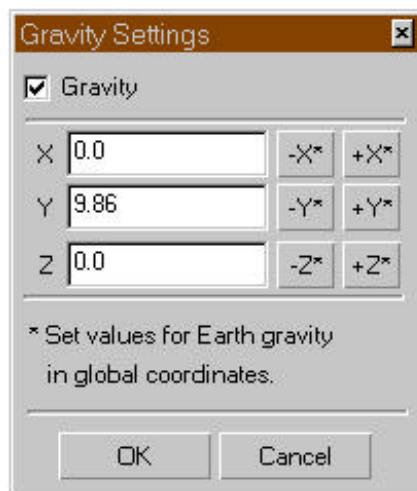 Gravity Settings
Gravity
X 0.0 -X* +X*
Y 9.86 -Y* +Y*
Z 0.0 -Z* +Z*
* Set values for Earth gravity
in global coordinates.
OK Cancel